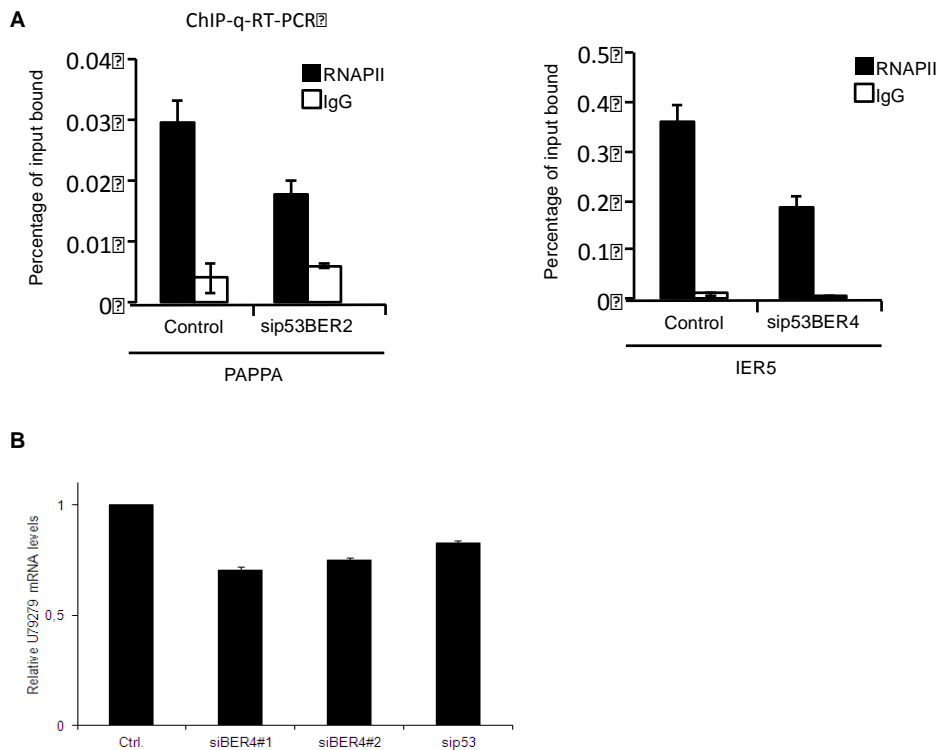 A
ChIP-q-RT-PCR⍰
Percentage of input bound
0.04⍰
0.03⍰
0.02⍰
0.01⍰
0⍰
RNAPII
IgG
Control
sip53BER2
PAPPA
Percentage of input bound
0.5⍰
0.4⍰
0.3⍰
0.2⍰
0.1⍰
0⍰
RNAPII
IgG
Control
sip53BER4
IER5
B
Relative U79279 mRNA levels
1
0,5
0
Ctrl.
siBER4#1
siBER4#2
sip53